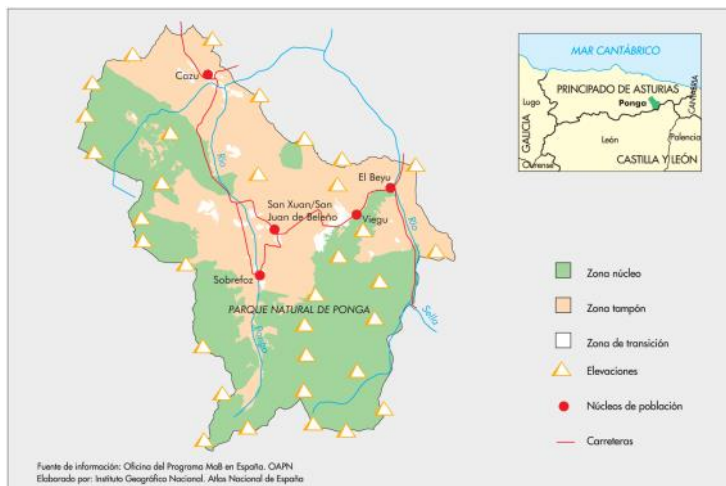 Cazu
Río
San Xuan/San
Juan de Beleño
El Beyu
Viegu
Río
Sobrefoz
PARQUE NATURAL DE PONGA
Ponga
Sella
MAR CANTÁBRICO
PRINCIPADO DE ASTURIAS
Lugo
Ponga
CANTABRIA
GALICIA
León
Palencia
Ourense
CASTILLA Y LEÓN
Zona núcleo
Zona tampón
Zona de transición
Elevaciones
Núcleos de población
Carreteras
Fuente de información: Oficina del Programa MaB en España. OAPN
Elaborado por: Instituto Geográfico Nacional. Atlas Nacional de España